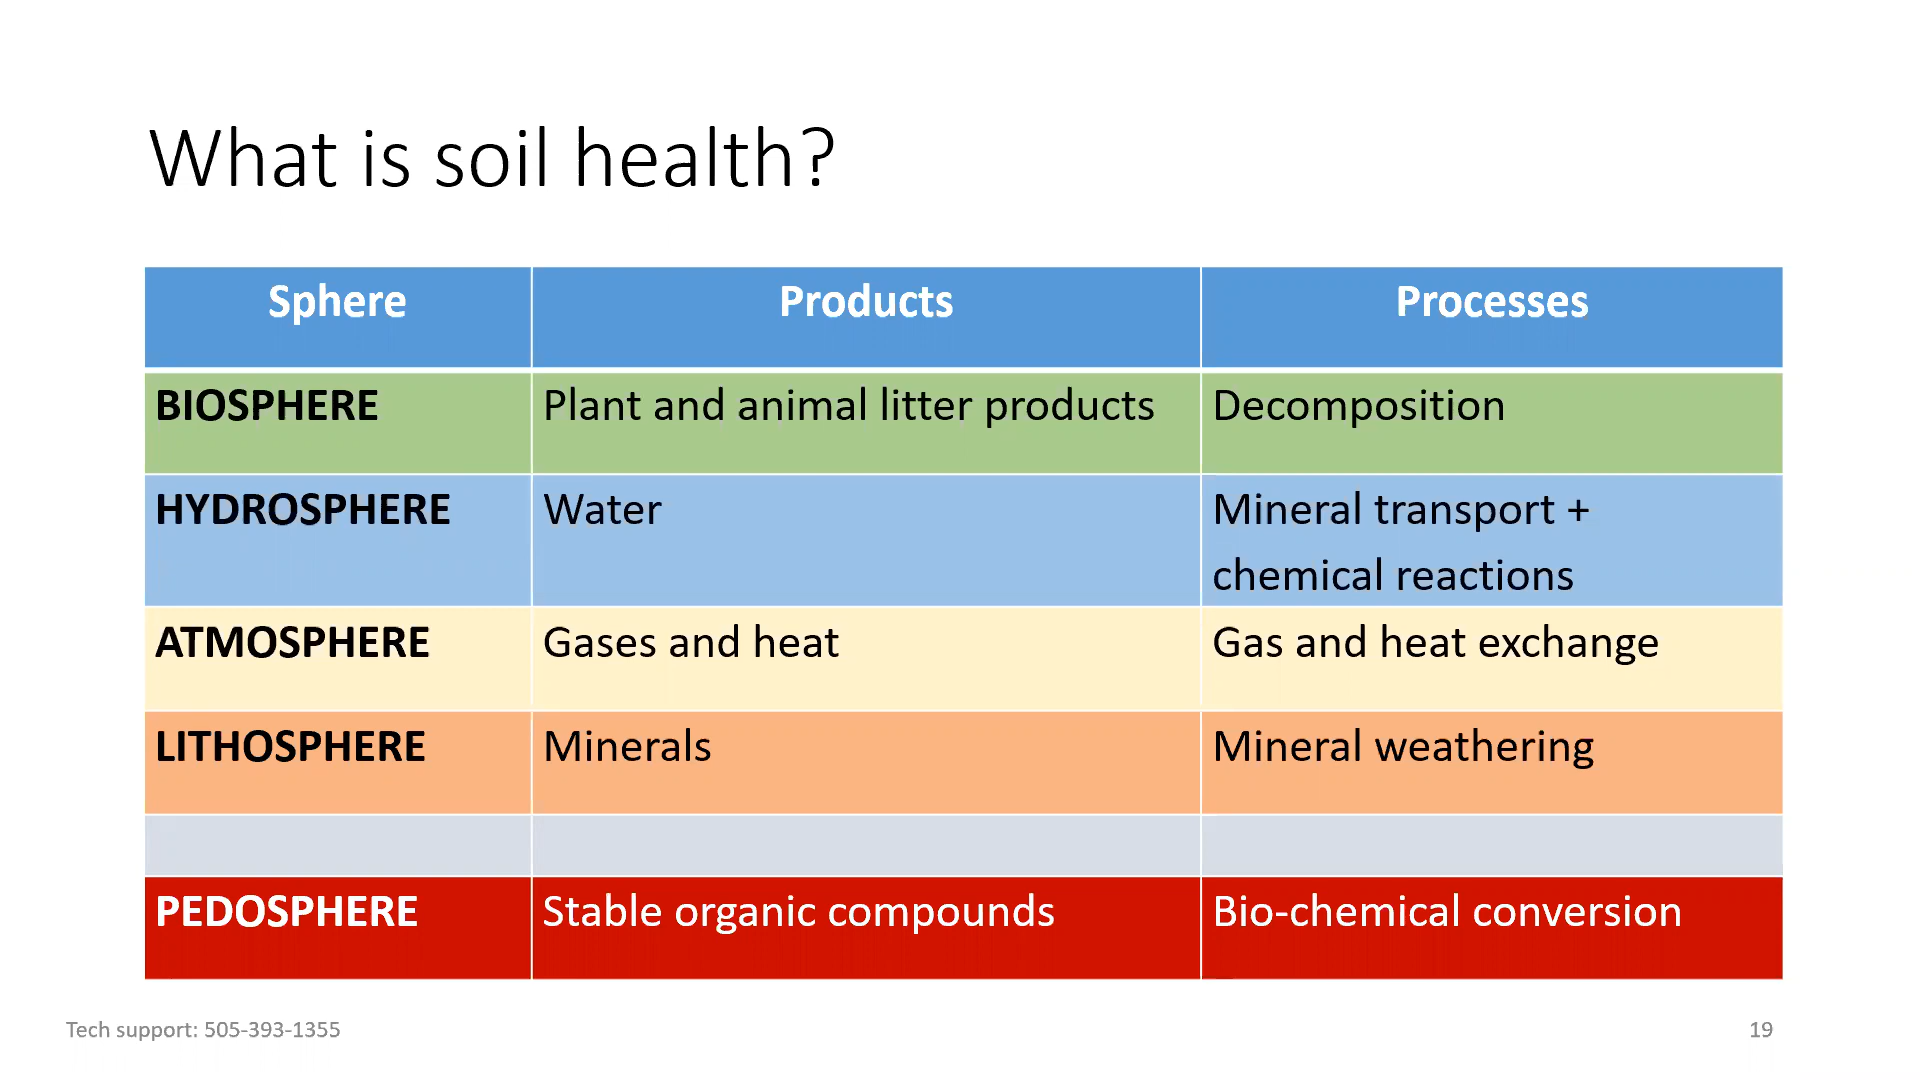 What is soil health?
Sphere Products Processes
BIOSPHERE Plant and animal litter products Decomposition
HYDROSPHERE Water Mineral transport +
chemical reactions
ATMOSPHERE Gases and heat Gas and heat exchange
LITHOSPHERE Minerals Mineral weathering
PEDOSPHERE Stable organic compounds Bio-chemical conversion
Tech support: 505-393-1355 19